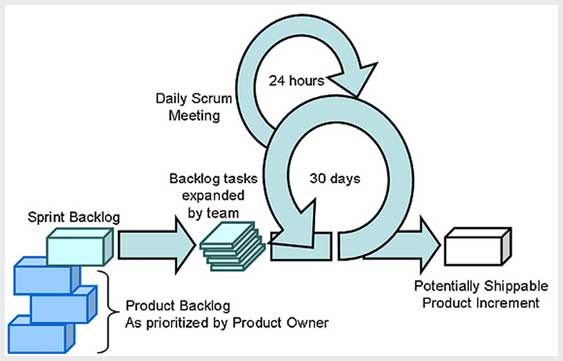 24 hours
Daily Scrum
Meeting
Backlog tasks
expanded
by team
30 days
Sprint Backlog
Product Backlog
As prioritized by Product Owner
Potentially Shippable
Product Increment